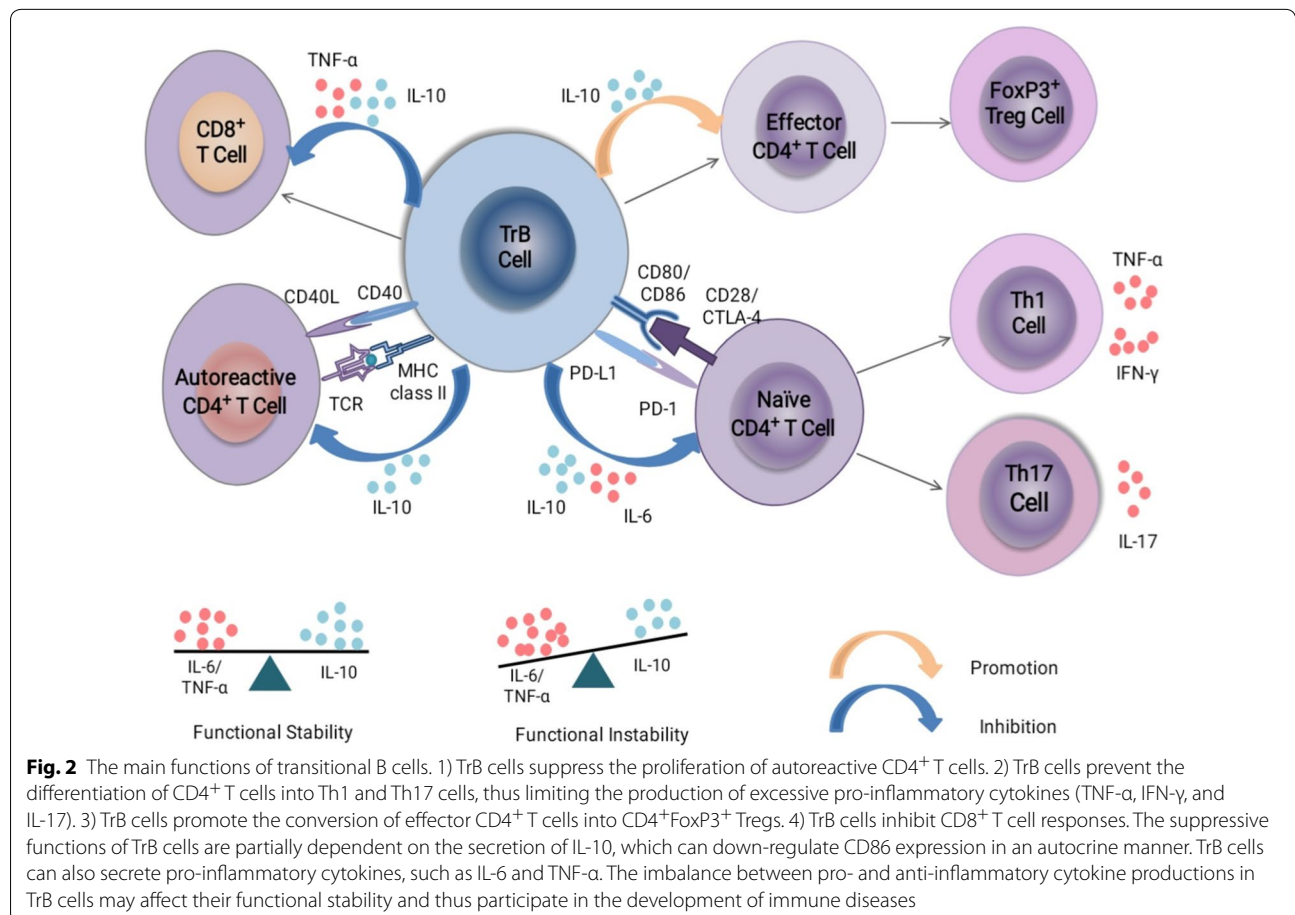 TNF-α
IL-10
CD8⁺
T Cell
IL-10
Effector
CD4⁺ T Cell
FoxP3⁺
Treg Cell
TrB
Cell
CD40L
CD40
CD80/
CD86
CD28/
CTLA-4
Th1
Cell
TNF-α
IFN-γ
Autoreactive
CD4⁺ T Cell
TCR
MHC
class II
PD-L1
PD-1
Naïve
CD4⁺ T Cell
IL-10
IL-10
IL-6
Th17
Cell
IL-17
IL-6/
TNF-α
IL-10
Functional Stability
IL-6/
TNF-α
IL-10
Functional Instability
Promotion
Inhibition
Fig. 2 The main functions of transitional B cells. 1) TrB cells suppress the proliferation of autoreactive CD4⁺ T cells. 2) TrB cells prevent the
differentiation of CD4⁺ T cells into Th1 and Th17 cells, thus limiting the production of excessive pro-inflammatory cytokines (TNF-α, IFN-γ, and
IL-17). 3) TrB cells promote the conversion of effector CD4⁺ T cells into CD4⁺FoxP3⁺ Tregs. 4) TrB cells inhibit CD8⁺ T cell responses. The suppressive
functions of TrB cells are partially dependent on the secretion of IL-10, which can down-regulate CD86 expression in an autocrine manner. TrB cells
can also secrete pro-inflammatory cytokines, such as IL-6 and TNF-α. The imbalance between pro- and anti-inflammatory cytokine productions in
TrB cells may affect their functional stability and thus participate in the development of immune diseases